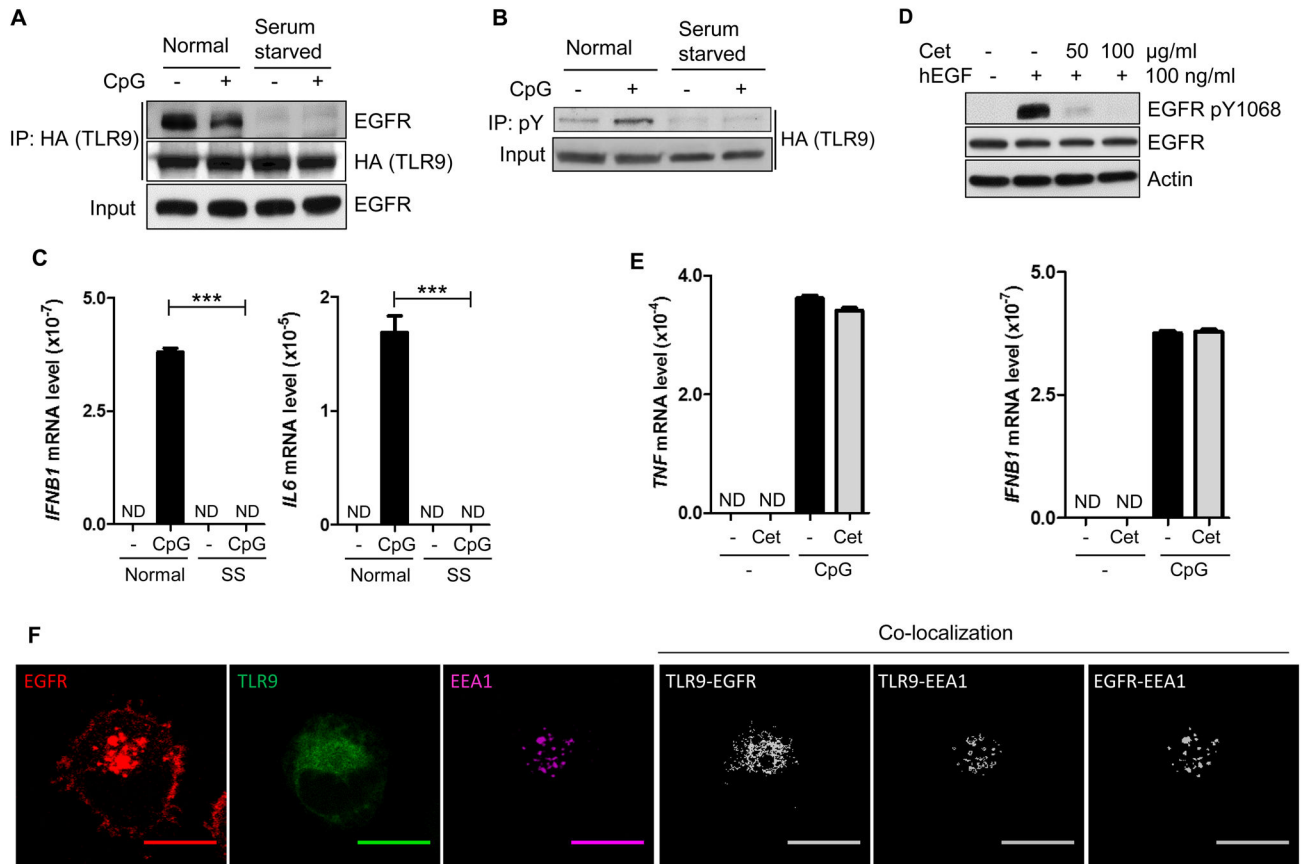 A
Normal
Serum
starved
CpG - + - +
IP: HA (TLR9)
EGFR
HA (TLR9)
Input
EGFR
B
Normal
Serum
starved
CpG - + - +
IP: pY
Input
HA (TLR9)
D
Cet - - 50 100 µg/ml
hEGF - + + + 100 ng/ml
EGFR pY1068
EGFR
Actin
C
IFNB1 mRNA level (x10-7)
5.0
2.5
0.0
***
ND ND ND
- CpG - CpG
Normal SS
IL6 mRNA level (x10-5)
2
1
0
***
ND ND ND
- CpG - CpG
Normal SS
E
TNF mRNA level (x10-4)
4.0
2.0
0.0
ND ND
- Cet - Cet
- CpG
IFNB1 mRNA level (x10-7)
5.0
2.5
0.0
ND ND
- Cet - Cet
- CpG
F
Co-localization
EGFR
TLR9
EEA1
TLR9-EGFR
TLR9-EEA1
EGFR-EEA1